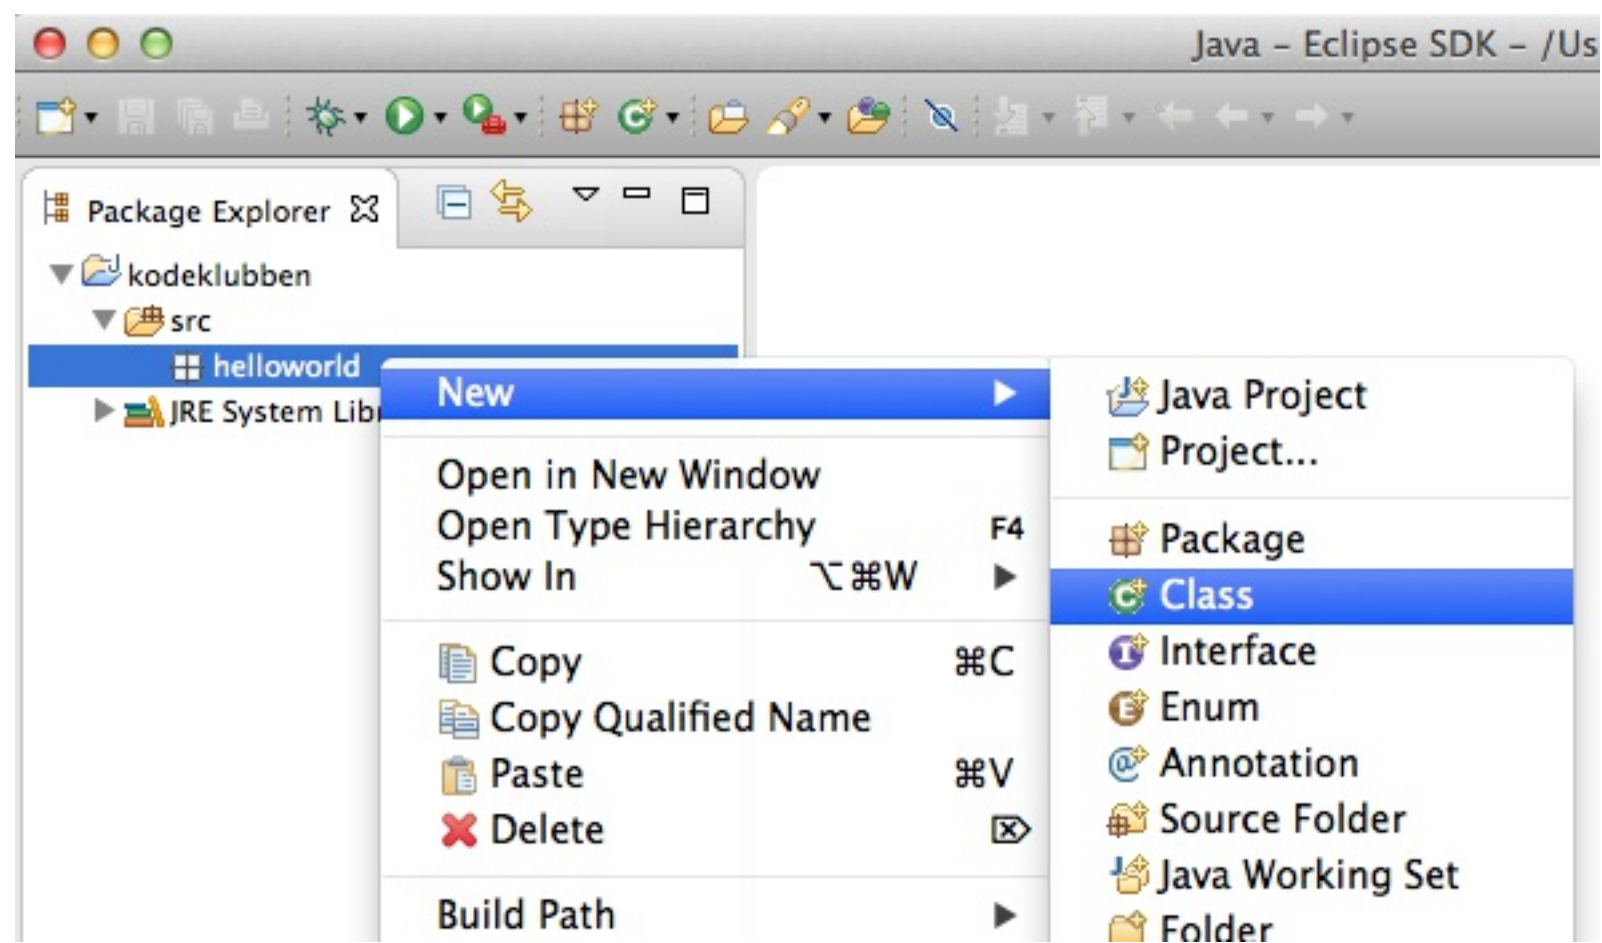 Java – Eclipse SDK – /Us
Package Explorer
kodeklubben
src
helloworld
JRE System Libr
New
Open in New Window
Open Type Hierarchy F4
Show In ⌥⌘W
Copy ⌘C
Copy Qualified Name
Paste ⌘V
Delete ⌦
Build Path
Java Project
Project...
Package
Class
Interface
Enum
Annotation
Source Folder
Java Working Set
Folder